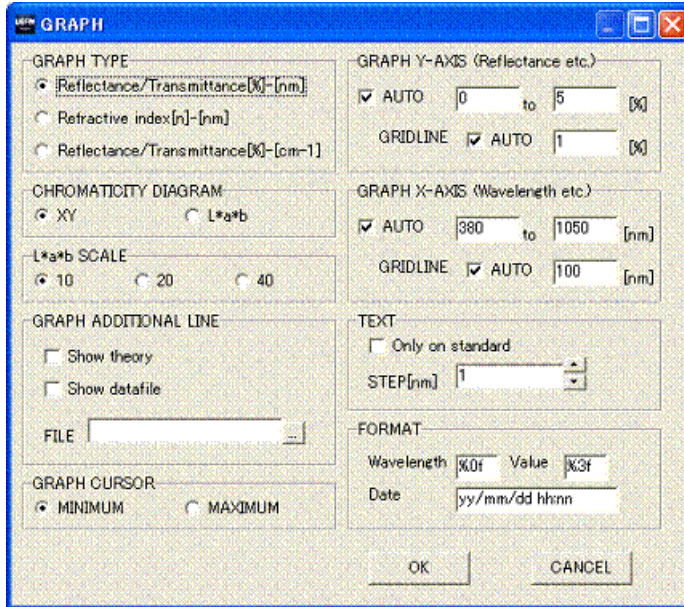 GRAPH
GRAPH TYPE
Reflectance/Transmittance[%]-[nm]
Refractive index[n]-[nm]
Reflectance/Transmittance[%]-[cm-1]
CHROMATICITY DIAGRAM
XY L*a*b
L*a*b SCALE
10 20 40
GRAPH ADDITIONAL LINE
Show theory
Show datafile
FILE ...
GRAPH CURSOR
MINIMUM MAXIMUM
GRAPH Y-AXIS (Reflectance etc.)
AUTO 0 to 5 [%]
GRIDLINE AUTO 1 [%]
GRAPH X-AXIS (Wavelength etc.)
AUTO 380 to 1050 [nm]
GRIDLINE AUTO 100 [nm]
TEXT
Only on standard
STEP[nm] 1
FORMAT
Wavelength %.0f Value %.3f
Date yy/mm/dd hh:nn
OK CANCEL